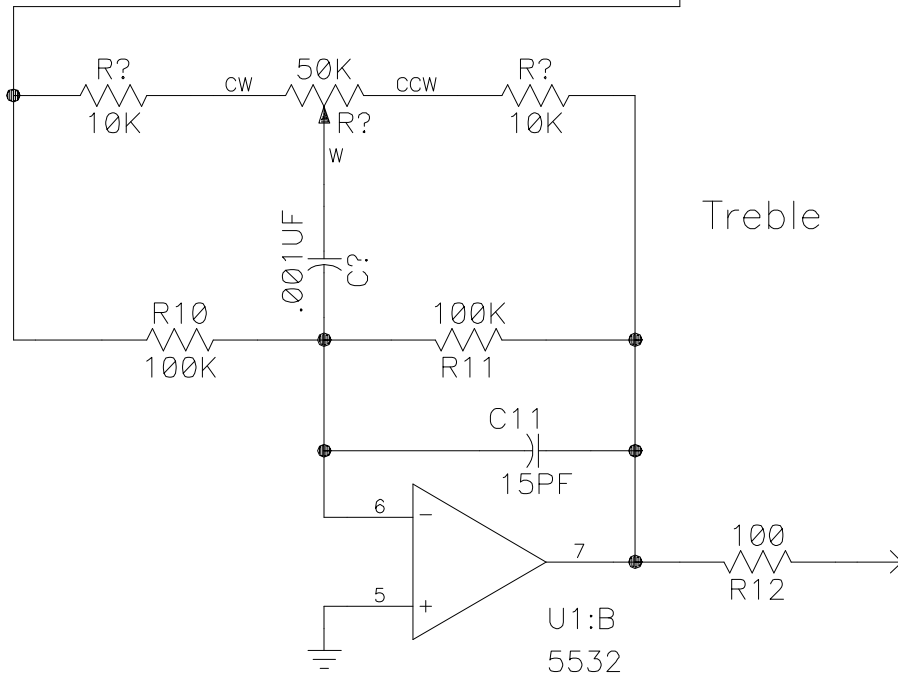 R?
50K
R?
CW
CCW
10K
R?
10K
W
Treble
.001UF
C?
R10
100K
100K
R11
C11
15PF
6
−
7
100
5
+
R12
U1:B
5532